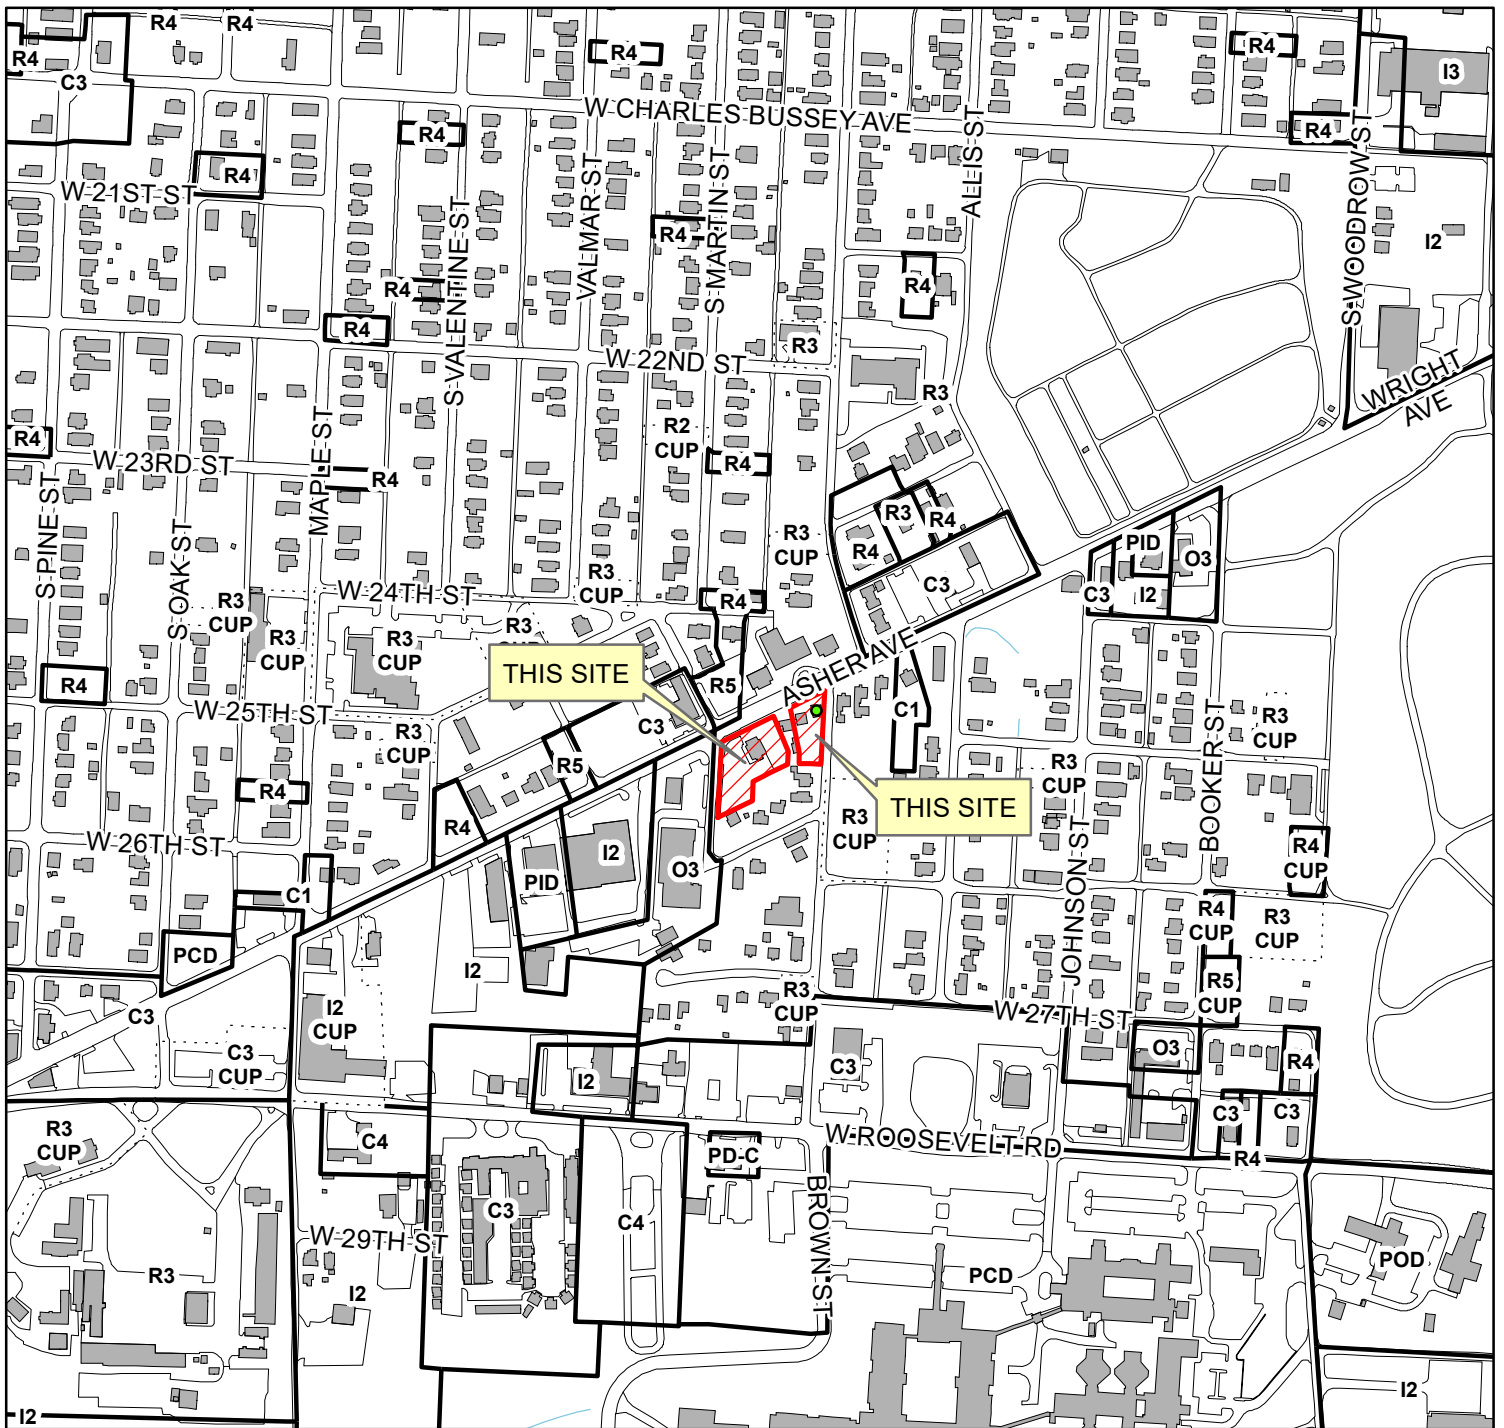 R4
R4
R4
C3
R4
R4
I3
W CHARLES BUSSEY AVE
R4
R4
ALLIS ST
S WOODROW ST
R4
W 21ST ST
VALMAR ST
S MARTIN ST
S VALENTINE ST
R4
I2
R4
R4
R4
R3
W 22ND ST
WRIGHT
AVE
R3
R2
CUP
R4
W 23RD ST
MAPLE ST
R4
R4
S PINE ST
S OAK ST
R3
R4
R3
CUP
R4
PID
O3
W 24TH ST
R3
CUP
C3
C3
I2
R4
R3
CUP
R3
CUP
R3
CUP
R3
THIS SITE
R4
R5
ASHER AVE
W 25TH ST
C3
C1
BOOKER ST
R3
CUP
R3
CUP
R5
R3
CUP
R4
THIS SITE
R4
R3
CUP
JOHNSON ST
W 26TH ST
I2
R4
CUP
O3
PID
C1
R4
CUP
R3
CUP
PCD
I2
R5
CUP
R3
CUP
I2
CUP
C3
W 27TH ST
C3
CUP
C3
O3
R4
I2
C3
C3
R3
CUP
C4
W ROOSEVELT RD
PD-C
R4
BROWN ST
C3
C4
W 29TH ST
R3
I2
PCD
POD
I2
I2